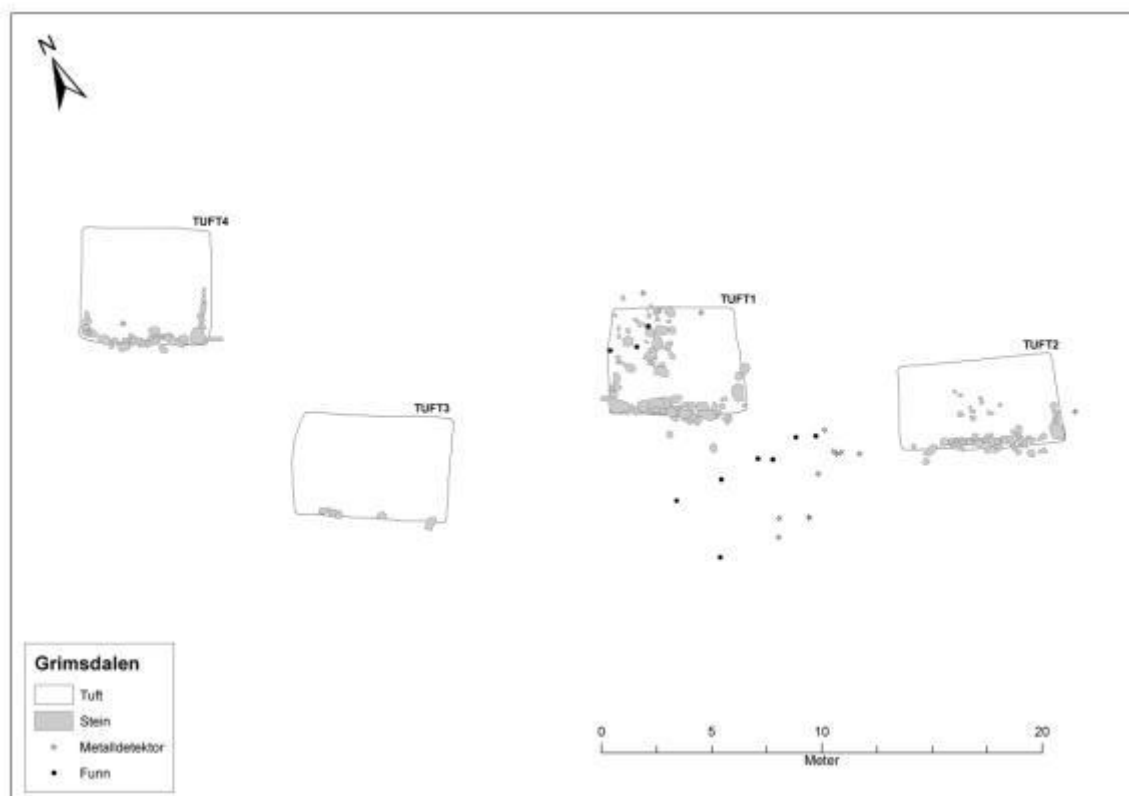 N
TUFT4
TUFT1
TUFT2
TUFT3
Grimsdalen
Tuft
Stein
Metalldetektor
Funn
0 5 10 20
Meter